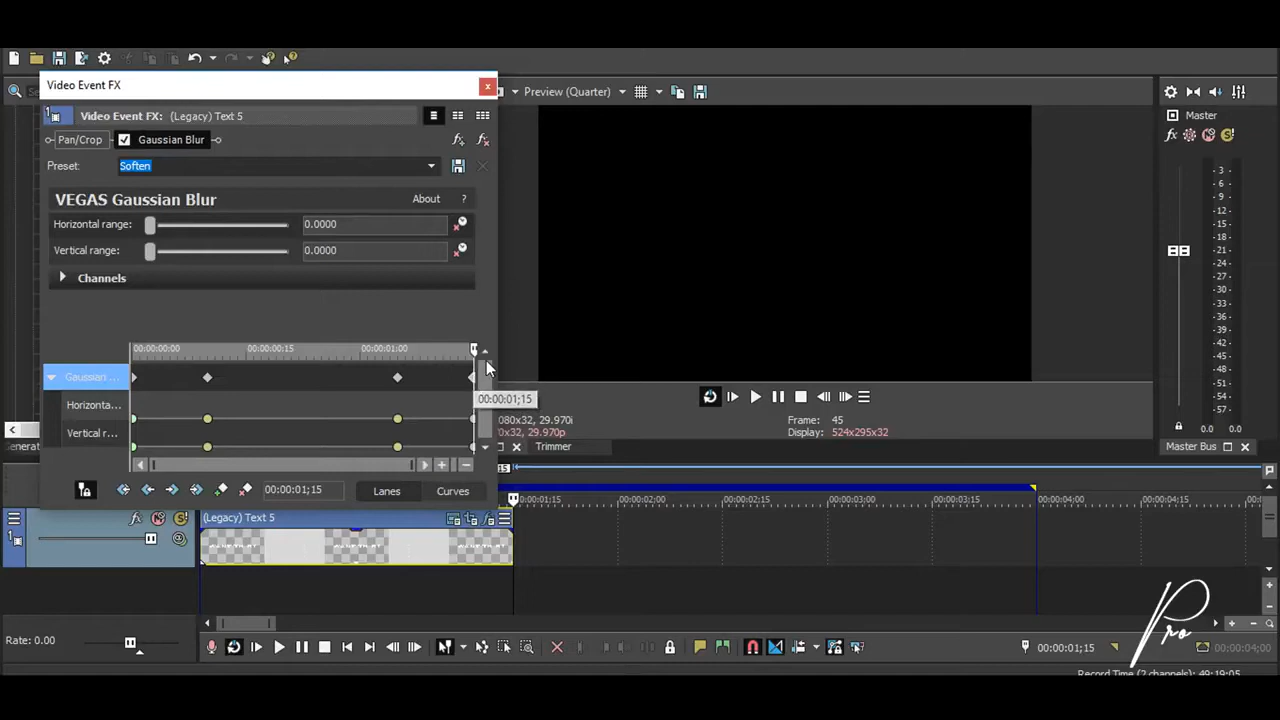 Video Event FX
Preview (Quarter)
Video Event FX: (Legacy) Text 5
Master
Pan/Crop
Gaussian Blur
Preset:
Soften
VEGAS Gaussian Blur
About
?
Horizontal range:
0.0000
Vertical range:
0.0000
Channels
- 3 -
- 6 -
- 9 -
- 12 -
- 15 -
- 18 -
- 21 -
- 24 -
- 27 -
- 30 -
- 33 -
- 36 -
- 39 -
- 42 -
- 45 -
- 48 -
- 51 -
- 54 -
- 57 -
00:00:00:00
00:00:00:15
00:00:01:00
Gaussian ...
Horizonta...
Vertical r...
00:00:01;15
080x32, 29.970i
0x32, 29.970p
Frame: 45
Display: 524x295x32
Trimmer
Master Bus
Generat
00:00:01;15
Lanes
Curves
15
00:00:01;15
00:00:02;00
00:00:02;15
00:00:03;00
00:00:03;15
00:00:04;00
00:00:04;15
(Legacy) Text 5
Rate: 0.00
Pro
00:00:01;15
00:00:04;00
Record Time (2 channels): 49:19:05